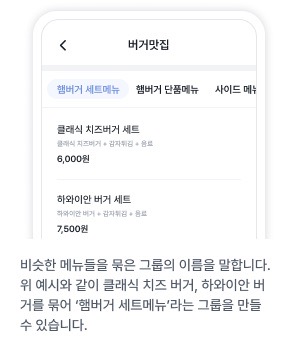 버거맛집
햄버거 세트메뉴 햄버거 단품메뉴 사이드 메뉴
클래식 치즈버거 세트
클래식 치즈버거 + 감자튀김 + 음료
6,000원
하와이안 버거 세트
하와이안 버거 + 감자튀김 + 음료
7,500원
비슷한 메뉴들을 묶은 그룹의 이름을 말합니다.
위 예시와 같이 클래식 치즈 버거, 하와이안 버
거를 묶어 ‘햄버거 세트메뉴’라는 그룹을 만들
수 있습니다.